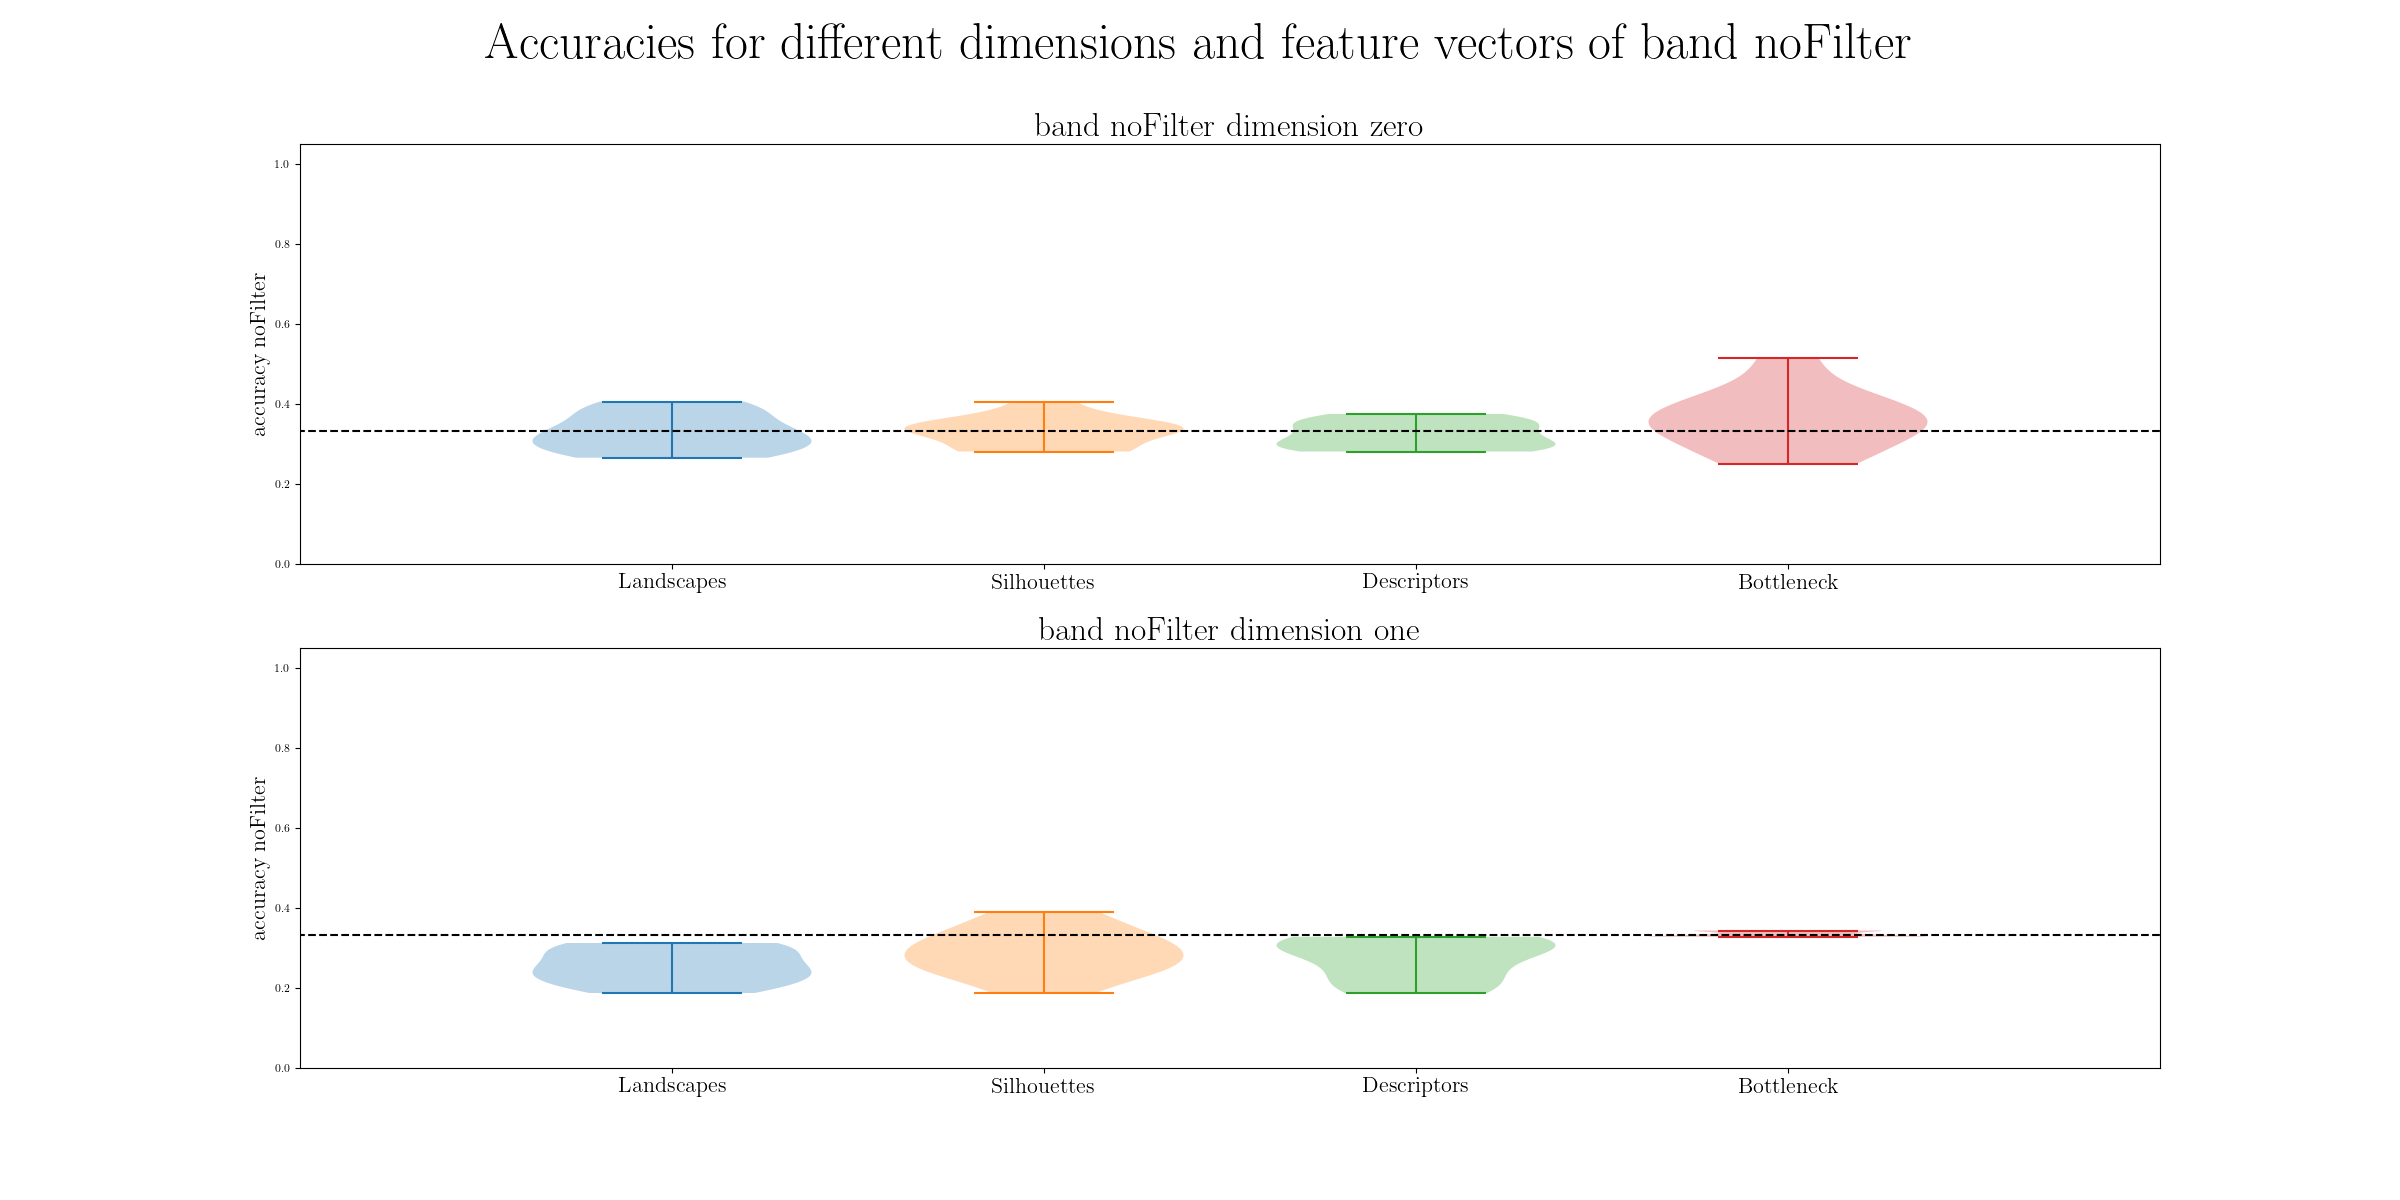 Accuracies for different dimensions and feature vectors of band noFilter
band noFilter dimension zero
1.0
0.8
0.6
0.4
0.2
0.0
accuracy noFilter
Landscapes Silhouettes Descriptors Bottleneck
band noFilter dimension one
1.0
0.8
0.6
0.4
0.2
0.0
accuracy noFilter
Landscapes Silhouettes Descriptors Bottleneck